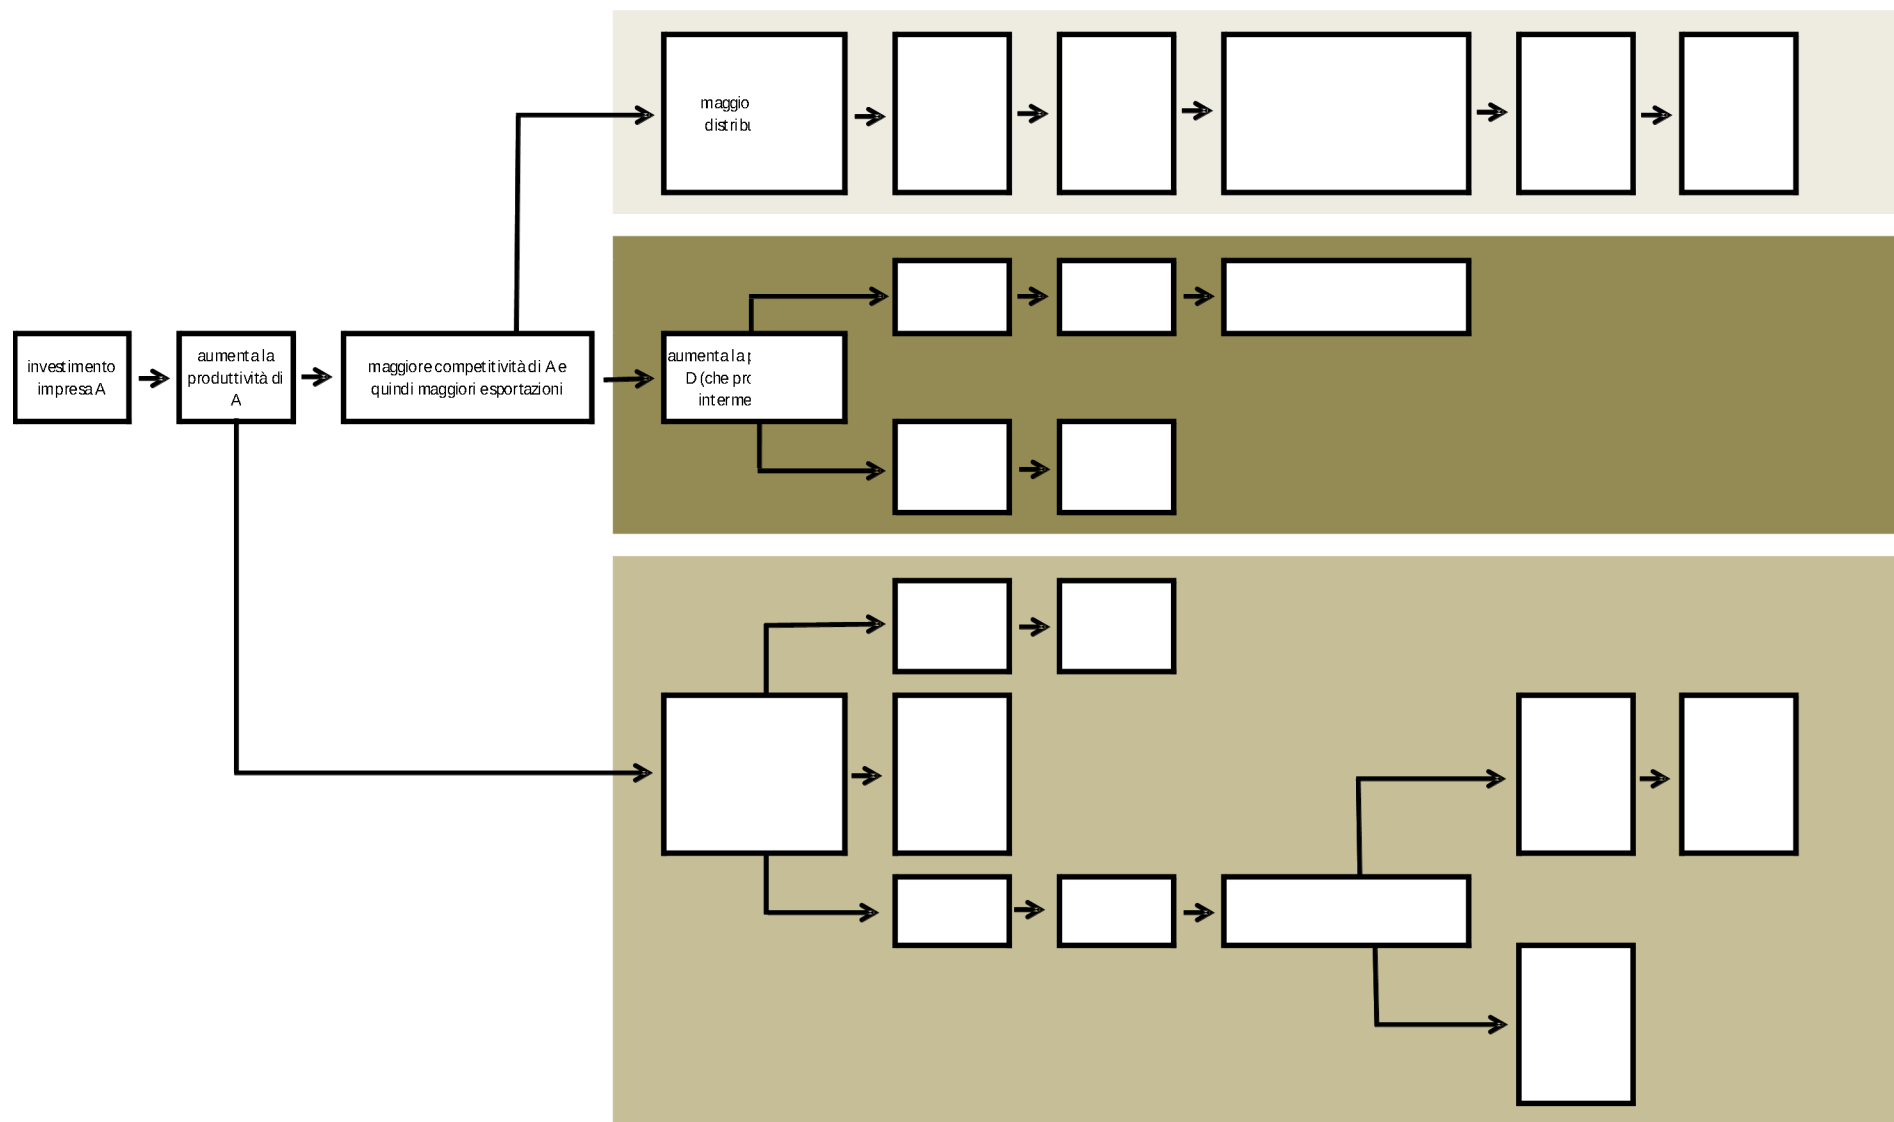 maggio
distribu
investimento
impresa A
aumenta la
produttività di
A
maggiore competitività di A e
quindi maggiori esportazioni
aumenta la
D (che pro
interme